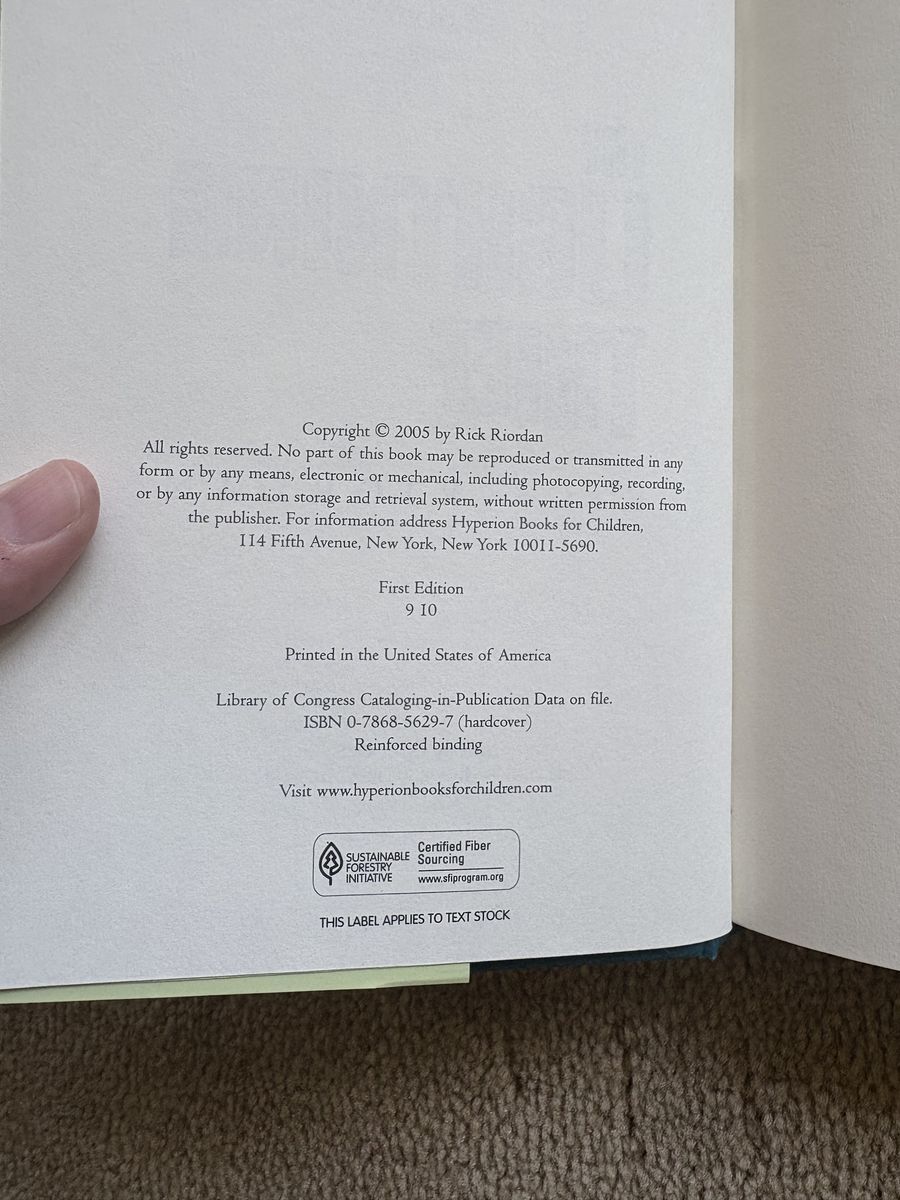 Copyright © 2005 by Rick Riordan
All rights reserved. No part of this book may be reproduced or transmitted in any
form or by any means, electronic or mechanical, including photocopying, recording,
or by any information storage and retrieval system, without written permission from
the publisher. For information address Hyperion Books for Children,
114 Fifth Avenue, New York, New York 10011-5690.
First Edition
9 10
Printed in the United States of America
Library of Congress Cataloging-in-Publication Data on file.
ISBN 0-7868-5629-7 (hardcover)
Reinforced binding
Visit www.hyperionbooksforchildren.com
SUSTAINABLE
FORESTRY
INITIATIVE
Certified Fiber
Sourcing
www.sfiprogram.org
THIS LABEL APPLIES TO TEXT STOCK